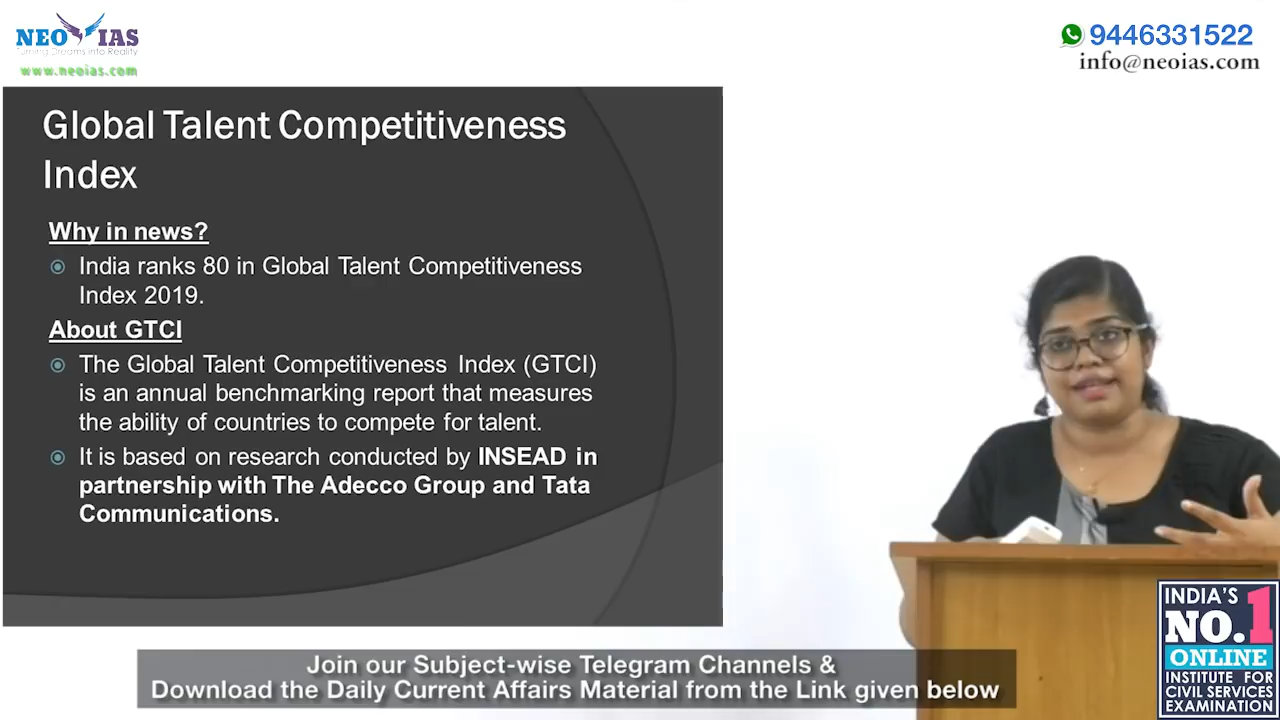 NEO IAS
Turning Dreams into Reality
www.neoias.com
9446331522
info@neoias.com
Global Talent Competitiveness
Index
Why in news?
India ranks 80 in Global Talent Competitiveness
Index 2019.
About GTCI
The Global Talent Competitiveness Index (GTCI)
is an annual benchmarking report that measures
the ability of countries to compete for talent.
It is based on research conducted by INSEAD in
partnership with The Adecco Group and Tata
Communications.
INDIA'S
NO.1
ONLINE
INSTITUTE FOR
CIVIL SERVICES
EXAMINATION
Join our Subject-wise Telegram Channels &
Download the Daily Current Affairs Material from the Link given below